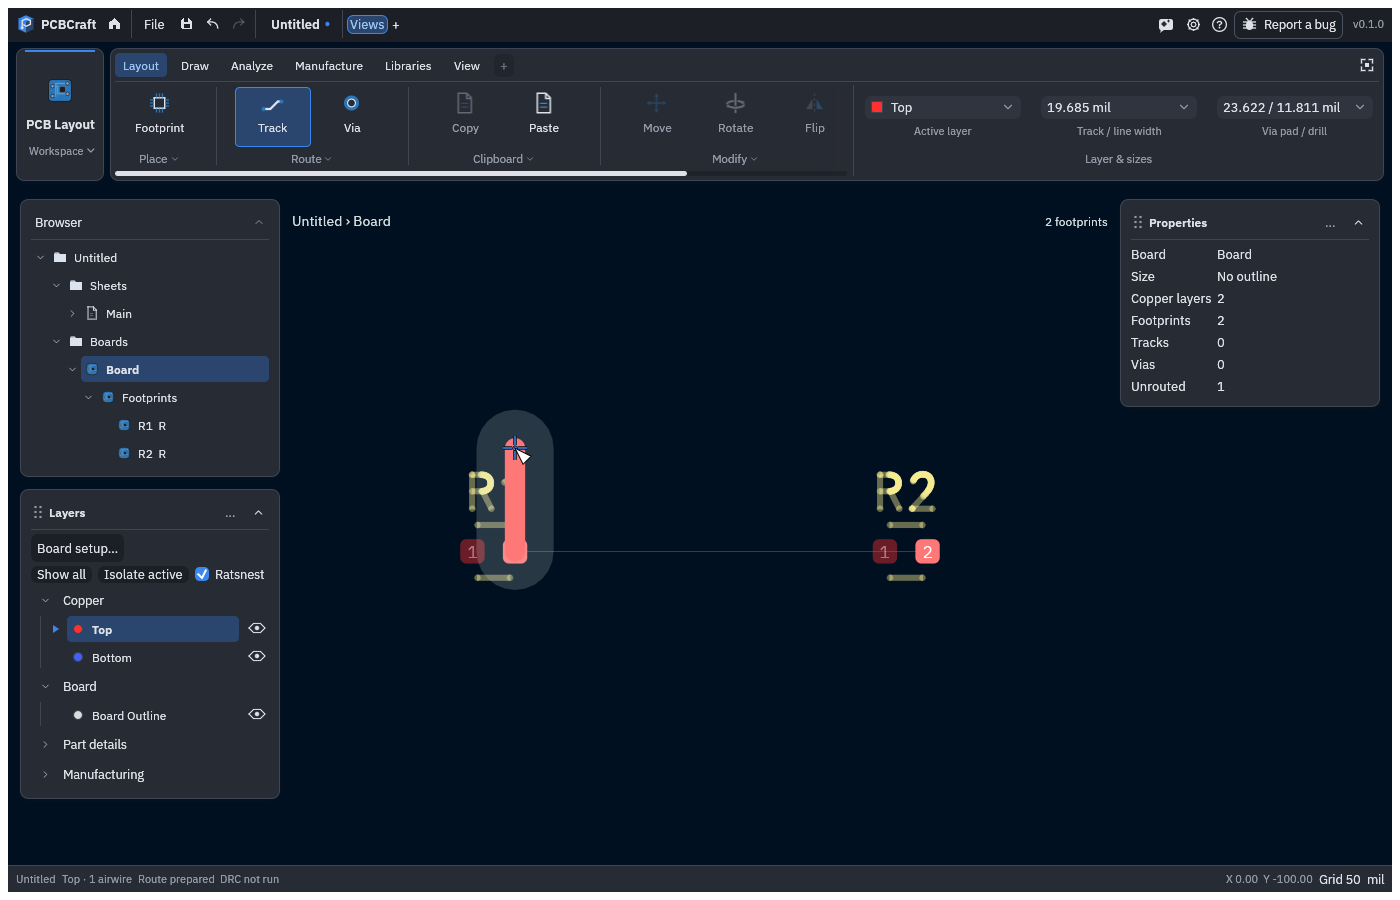 PCBCraft File Untitled Views + Report a bug v0.1.0
Layout Draw Analyze Manufacture Libraries View +
PCB Layout
Workspace
Footprint Track Via Copy Paste Move Rotate Flip
Place Route Clipboard Modify
Top 19.685 mil 23.622 / 11.811 mil
Active layer Track / line width Via pad / drill
Layer & sizes
Browser
Untitled
Sheets
Main
Boards
Board
Footprints
R1 R
R2 R
Layers ...
Board setup...
Show all Isolate active Ratsnest
Copper
Top
Bottom
Board
Board Outline
Part details
Manufacturing
Untitled › Board 2 footprints
R
1
R2
1 2
Properties ...
Board Board
Size No outline
Copper layers 2
Footprints 2
Tracks 0
Vias 0
Unrouted 1
Untitled Top · 1 airwire Route prepared DRC not run X 0.00 Y -100.00 Grid 50 mil